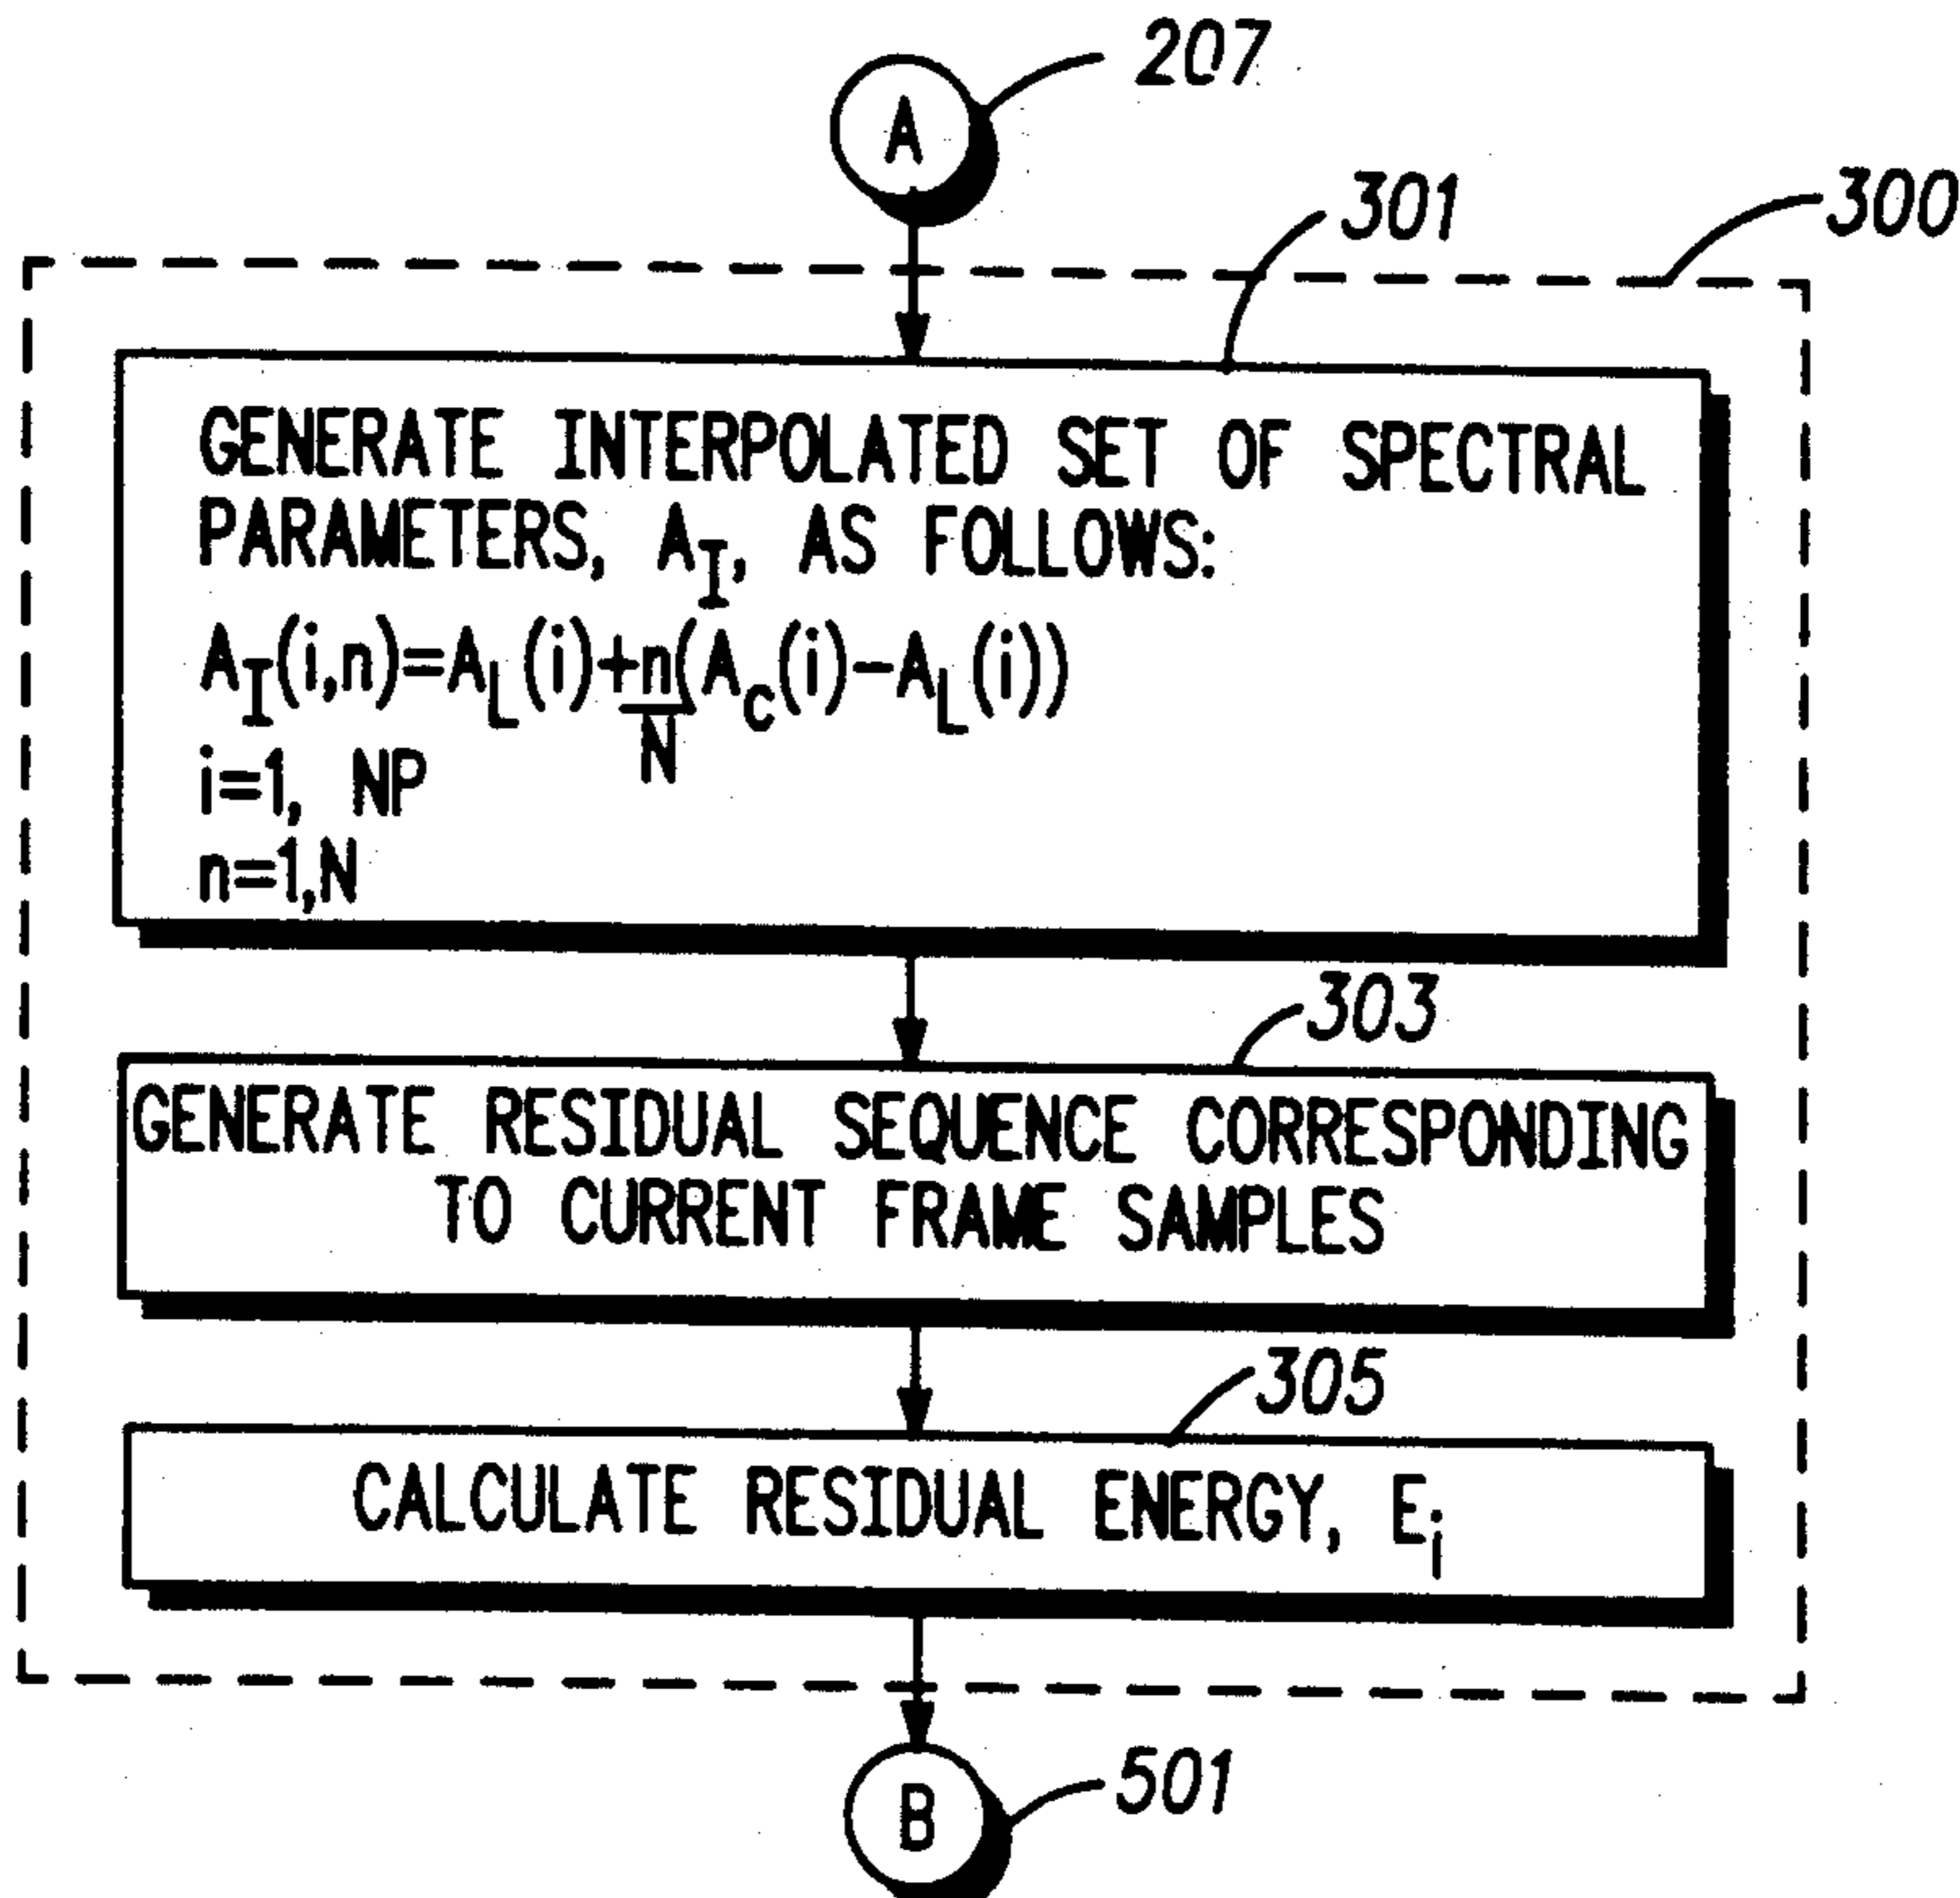 207
A
301
300
GENERATE INTERPOLATED SET OF SPECTRAL
PARAMETERS, A_I, AS FOLLOWS:
A_I(i,n)=A_L(i)+n/N(A_c(i)-A_L(i))
i=1, NP
n=1,N
303
GENERATE RESIDUAL SEQUENCE CORRESPONDING
TO CURRENT FRAME SAMPLES
305
CALCULATE RESIDUAL ENERGY, E_i
501
B